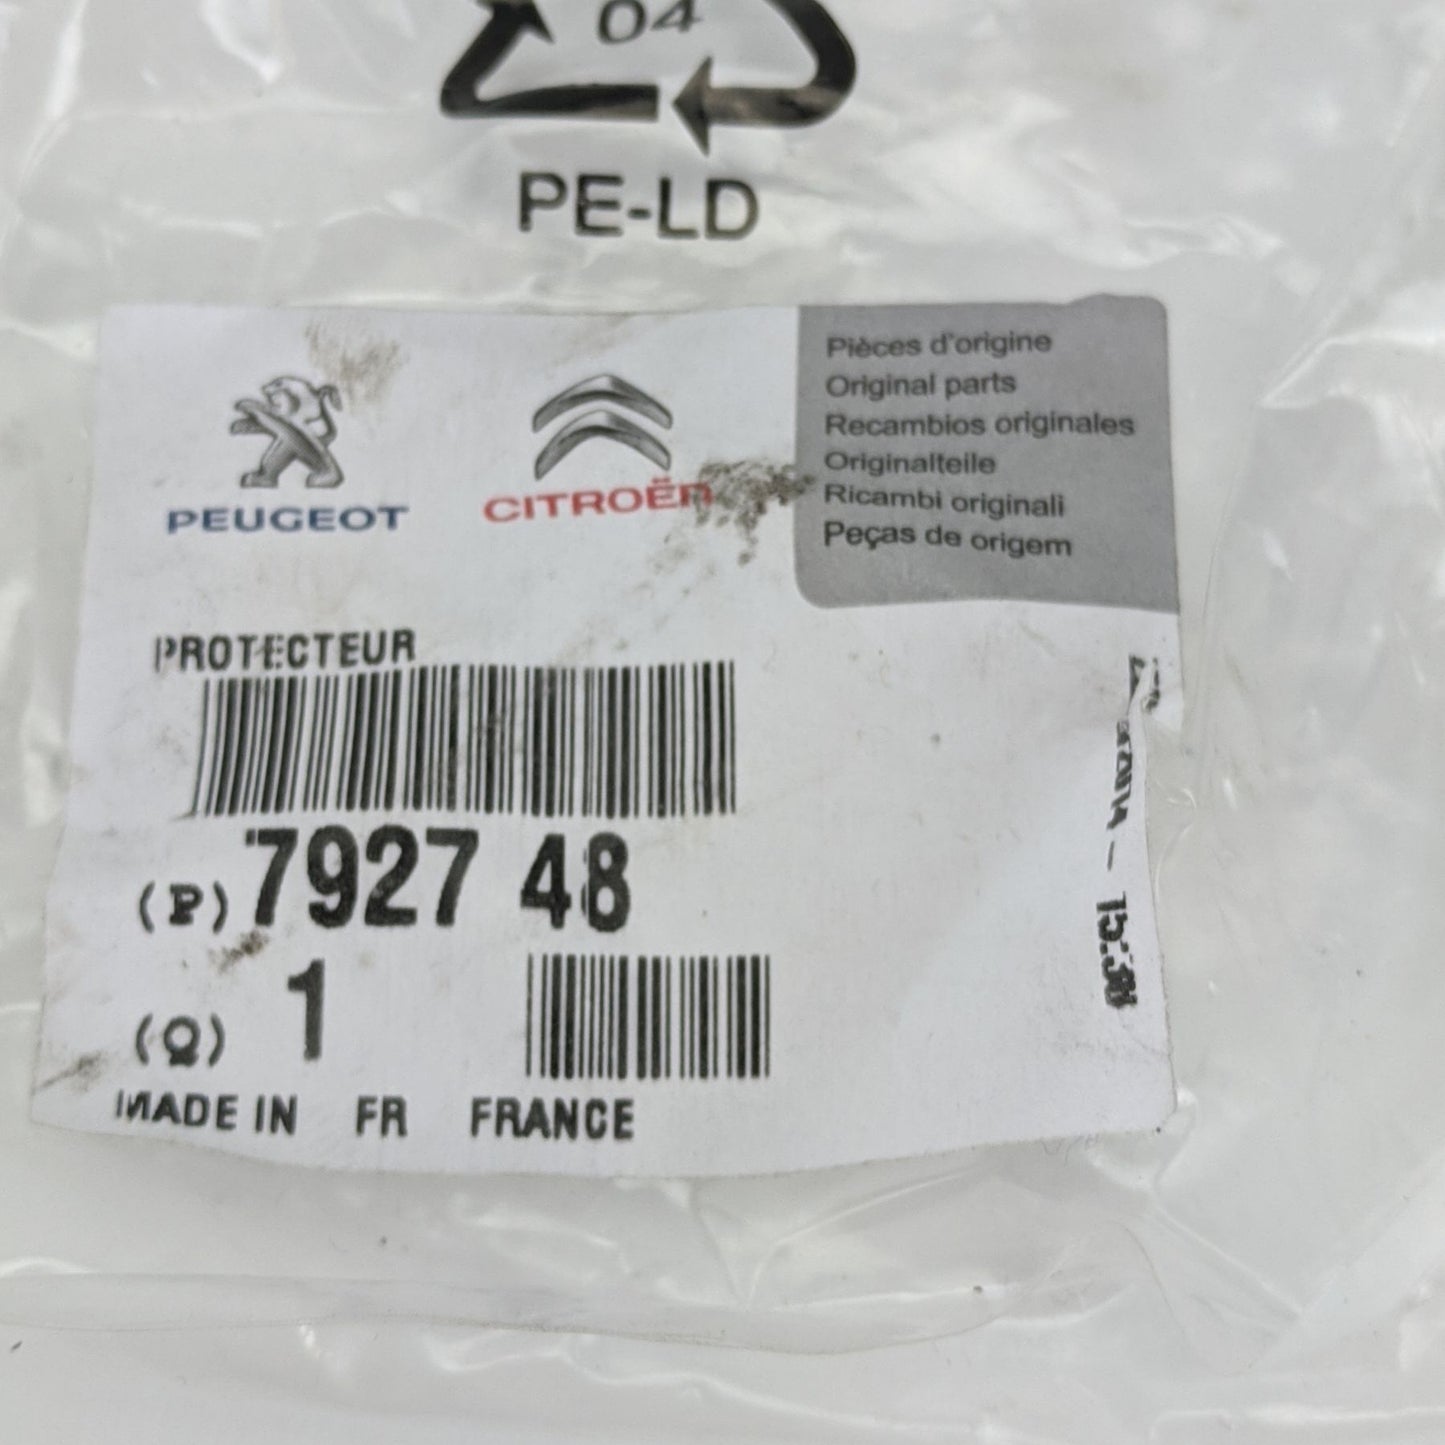 04
PE-LD
PEUGEOT
CITROËN
Pièces d'origine
Original parts
Recambios originales
Originalteile
Ricambi originali
Peças de origem
PROTECTEUR
(P) 7927 48
(Q) 1
MADE IN FR FRANCE